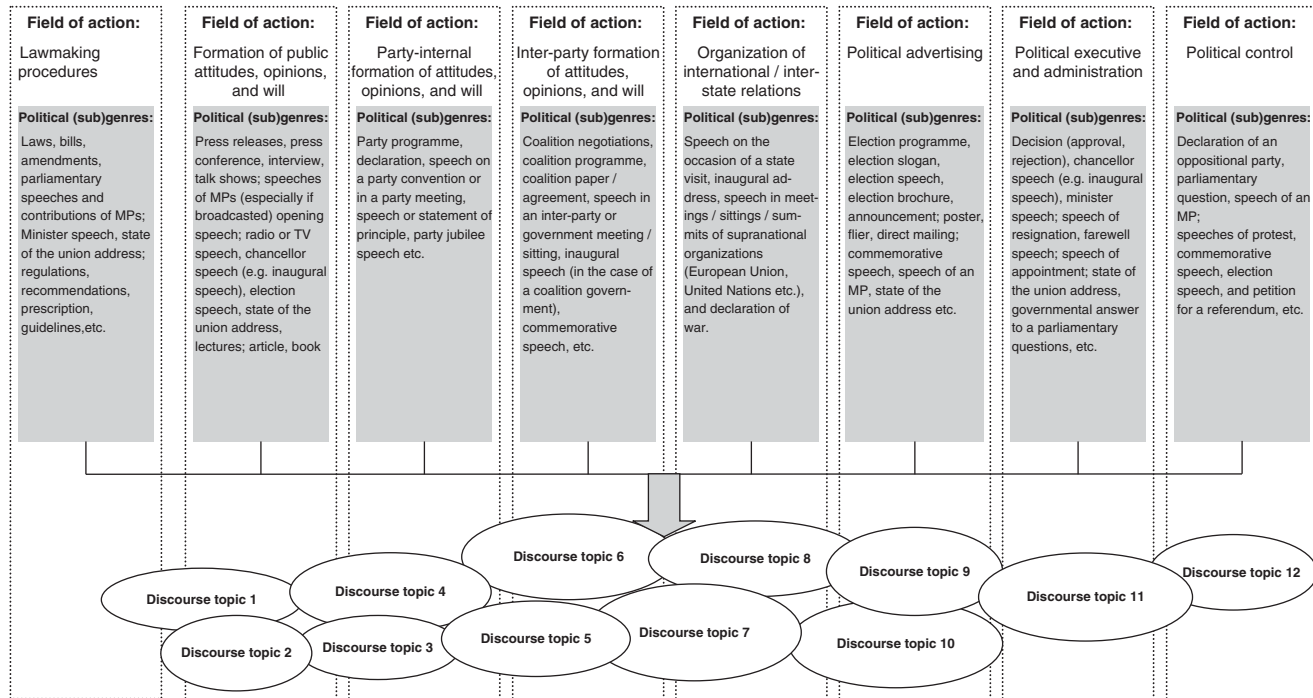 Field of action:
Lawmaking
procedures
Political (sub)genres:
Laws, bills,
amendments,
parliamentary
speeches and
contributions of MPs;
Minister speech, state
of the union address;
regulations,
recommendations,
prescription,
guidelines,etc.
Field of action:
Formation of public
attitudes, opinions,
and will
Political (sub)genres:
Press releases, press
conference, interview,
talk shows; speeches
of MPs (especially if
broadcasted) opening
speech; radio or TV
speech, chancellor
speech (e.g. inaugural
speech), election
speech, state of the
union address,
lectures; article, book
Field of action:
Party-internal
formation of attitudes,
opinions, and will
Political (sub)genres:
Party programme,
declaration, speech on
a party convention or
in a party meeting,
speech or statement of
principle, party jubilee
speech etc.
Field of action:
Inter-party formation
of attitudes,
opinions, and will
Political (sub)genres:
Coalition negotiations,
coalition programme,
coalition paper /
agreement, speech in
an inter-party or
government meeting /
sitting, inaugural
speech (in the case of
a coalition govern-
ment),
commemorative
speech, etc.
Field of action:
Organization of
international / inter-
state relations
Political (sub)genres:
Speech on the
occasion of a state
visit, inaugural ad-
dress, speech in meet-
ings / sittings / sum-
mits of supranational
organizations
(European Union,
United Nations etc.),
and declaration of
war.
Field of action:
Political advertising
Political (sub)genres:
Election programme,
election slogan,
election speech,
election brochure,
announcement; poster,
flier, direct mailing;
commemorative
speech, speech of an
MP, state of the
union address etc.
Field of action:
Political executive
and administration
Political (sub)genres:
Decision (approval,
rejection), chancellor
speech (e.g. inaugural
speech), minister
speech; speech of
resignation, farewell
speech; speech of
appointment; state of
the union address,
governmental answer
to a parliamentary
questions, etc.
Field of action:
Political control
Political (sub)genres:
Declaration of an
oppositional party,
parliamentary
question, speech of an
MP;
speeches of protest,
commemorative
speech, election
speech, and petition
for a referendum, etc.
Discourse topic 1
Discourse topic 2
Discourse topic 3
Discourse topic 4
Discourse topic 5
Discourse topic 6
Discourse topic 7
Discourse topic 8
Discourse topic 9
Discourse topic 10
Discourse topic 11
Discourse topic 12